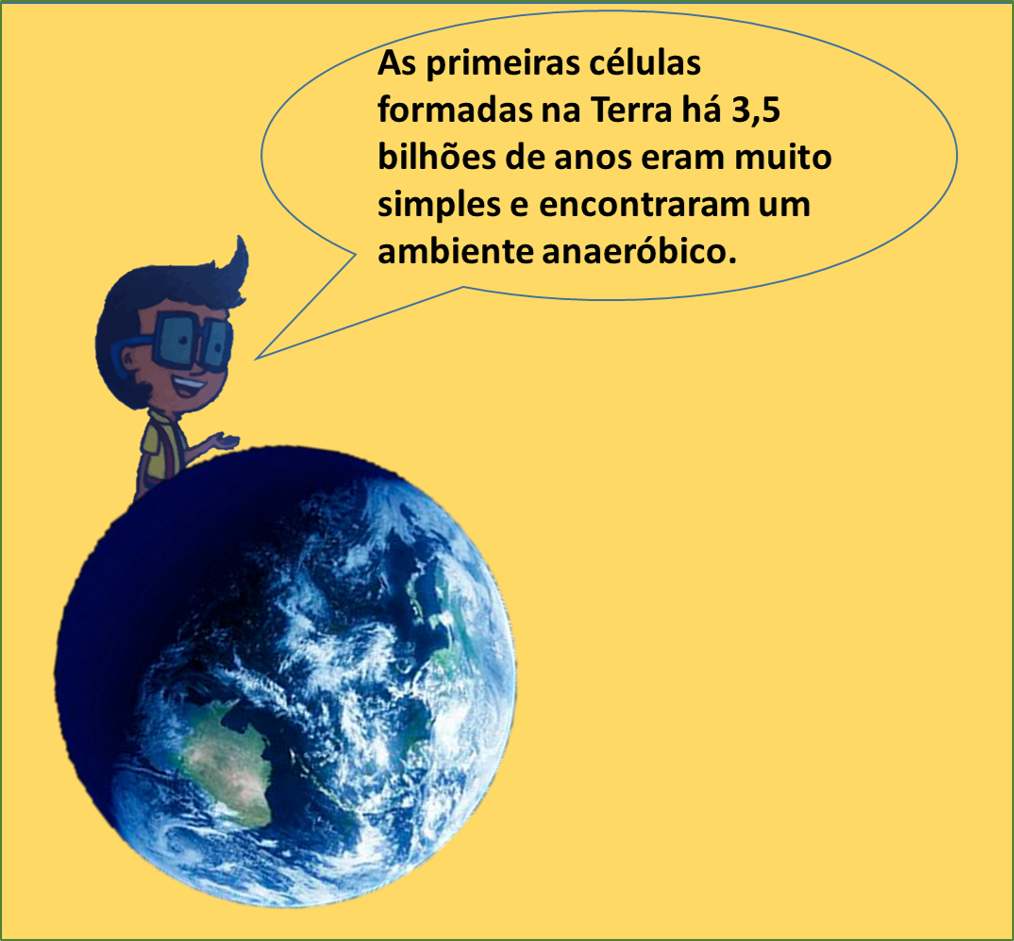 As primeiras células
formadas na Terra há 3,5
bilhões de anos eram muito
simples e encontraram um
ambiente anaeróbico.